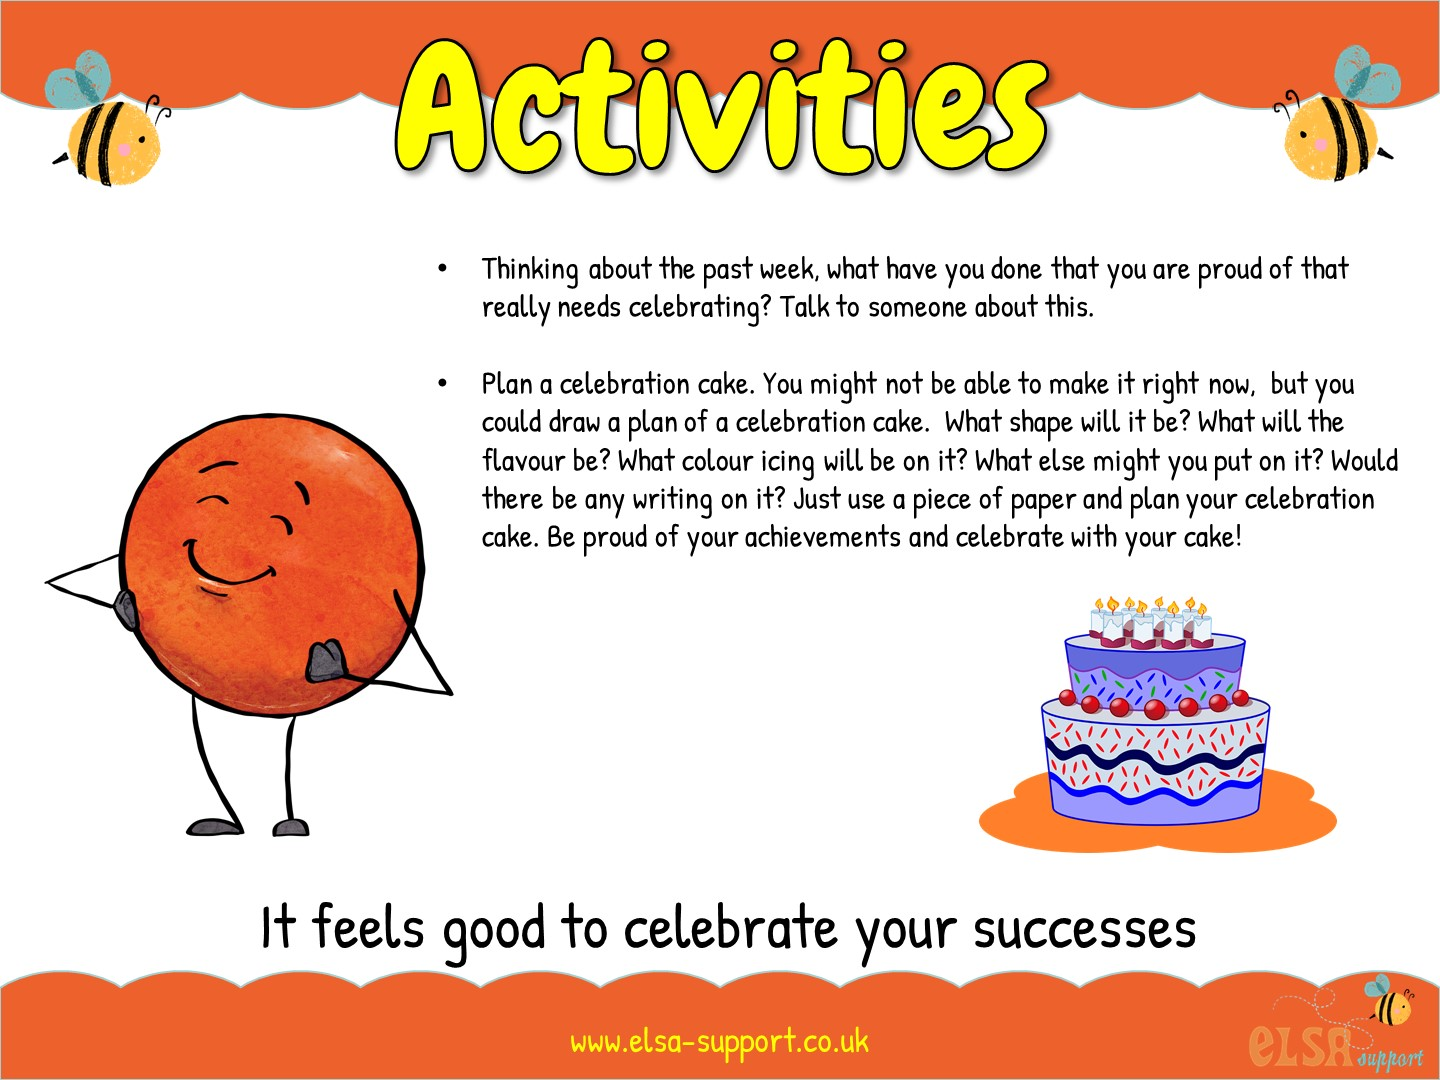 Activities
• Thinking about the past week, what have you done that you are proud of that
really needs celebrating? Talk to someone about this.
• Plan a celebration cake. You might not be able to make it right now,  but you
could draw a plan of a celebration cake.  What shape will it be? What will the
flavour be? What colour icing will be on it? What else might you put on it? Would
there be any writing on it? Just use a piece of paper and plan your celebration
cake. Be proud of your achievements and celebrate with your cake!
It feels good to celebrate your successes
www.elsa-support.co.uk
ELSA
support